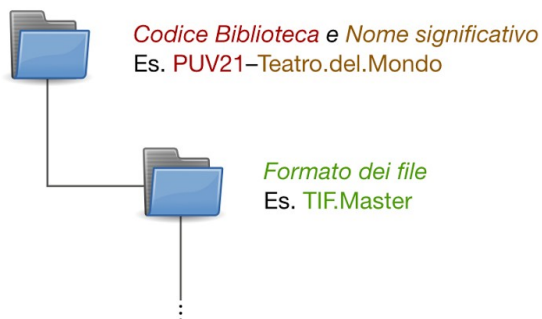 Codice Biblioteca e Nome significativo
Es. PUV21–Teatro.del.Mondo
Formato dei file
Es. TIF.Master